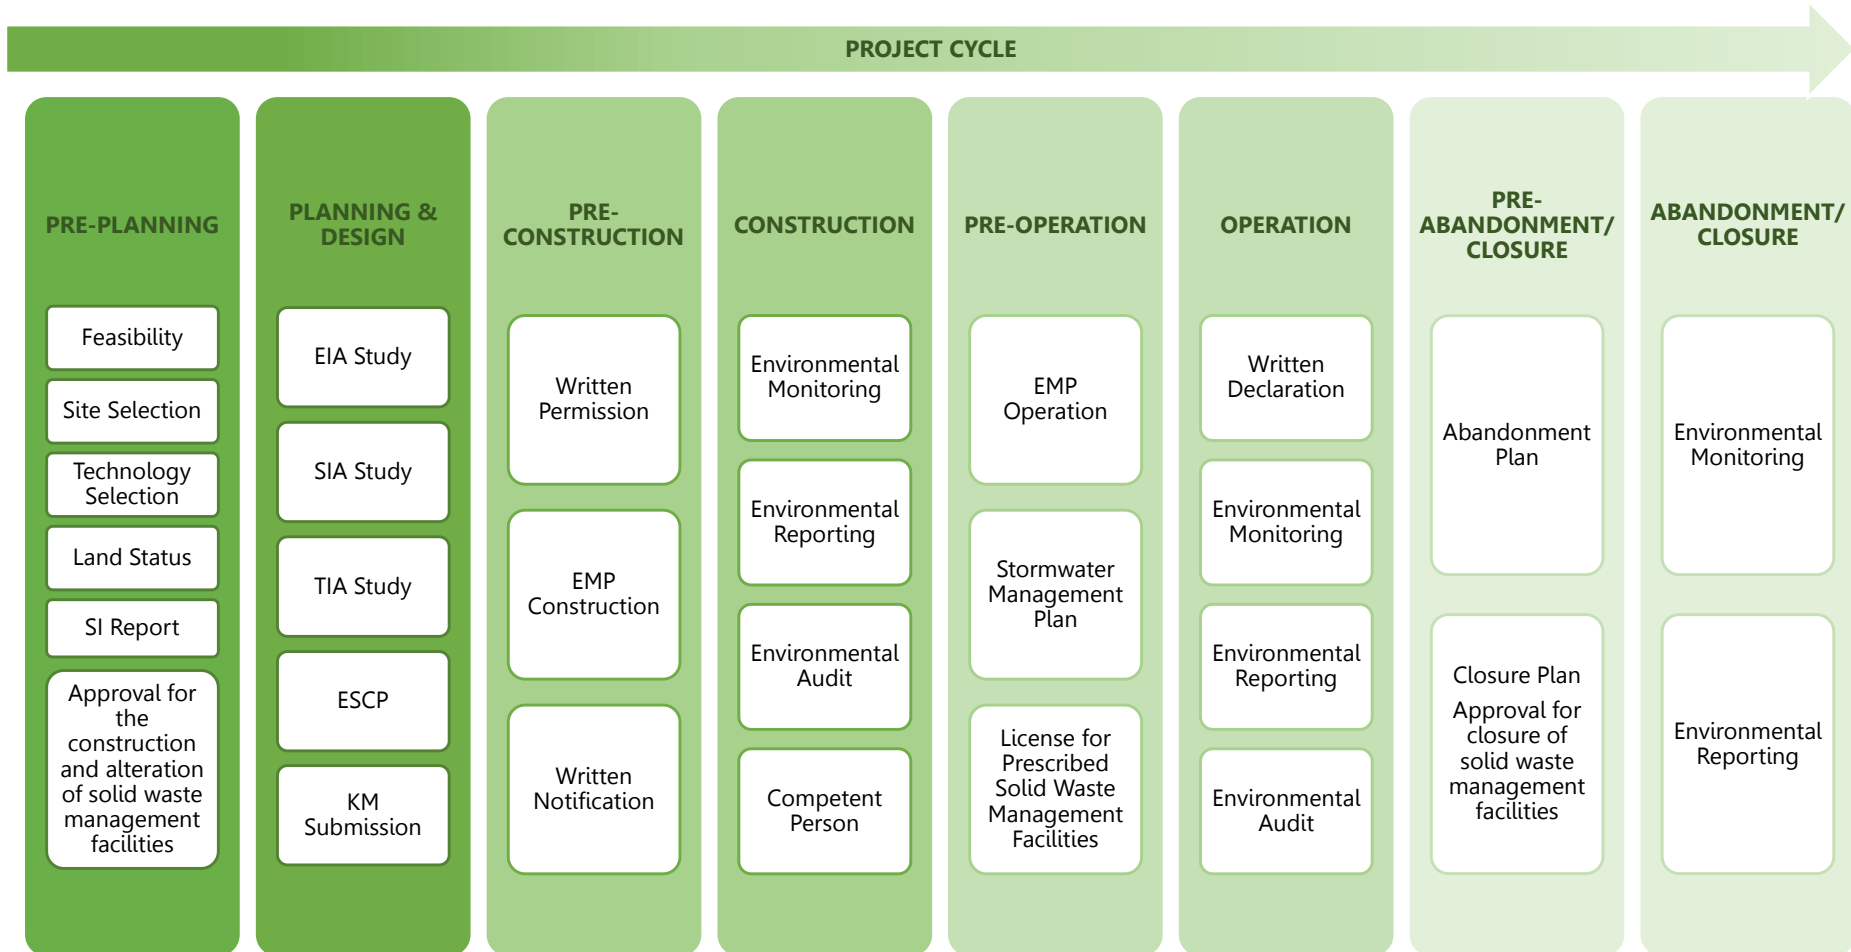 PROJECT CYCLE
PRE-PLANNING
Feasibility
Site Selection
Technology
Selection
Land Status
SI Report
Approval for
the
construction
and alteration
of solid waste
management
facilities
PLANNING &
DESIGN
EIA Study
SIA Study
TIA Study
ESCP
KM
Submission
PRE-
CONSTRUCTION
Written
Permission
EMP
Construction
Written
Notification
CONSTRUCTION
Environmental
Monitoring
Environmental
Reporting
Environmental
Audit
Competent
Person
PRE-OPERATION
EMP
Operation
Stormwater
Management
Plan
License for
Prescribed
Solid Waste
Management
Facilities
OPERATION
Written
Declaration
Environmental
Monitoring
Environmental
Reporting
Environmental
Audit
PRE-
ABANDONMENT/
CLOSURE
Abandonment
Plan
Closure Plan
Approval for
closure of
solid waste
management
facilities
ABANDONMENT/
CLOSURE
Environmental
Monitoring
Environmental
Reporting